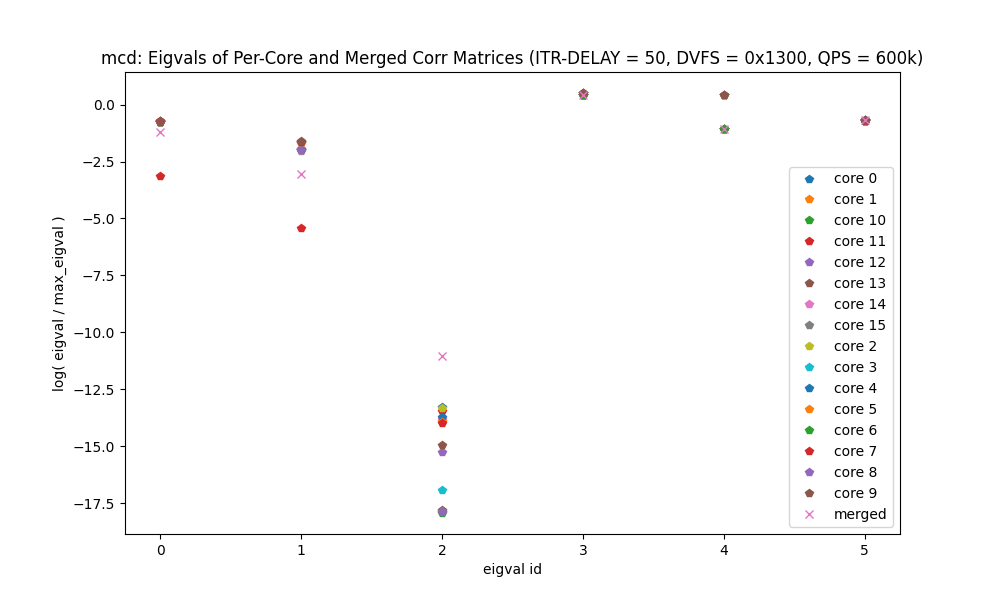 mcd: Eigvals of Per-Core and Merged Corr Matrices (ITR-DELAY = 50, DVFS = 0x1300, QPS = 600k)
log( eigval / max_eigval )
0.0
−2.5
−5.0
−7.5
−10.0
−12.5
−15.0
−17.5
core 0
core 1
core 10
core 11
core 12
core 13
core 14
core 15
core 2
core 3
core 4
core 5
core 6
core 7
core 8
core 9
merged
0 1 2 3 4 5
eigval id